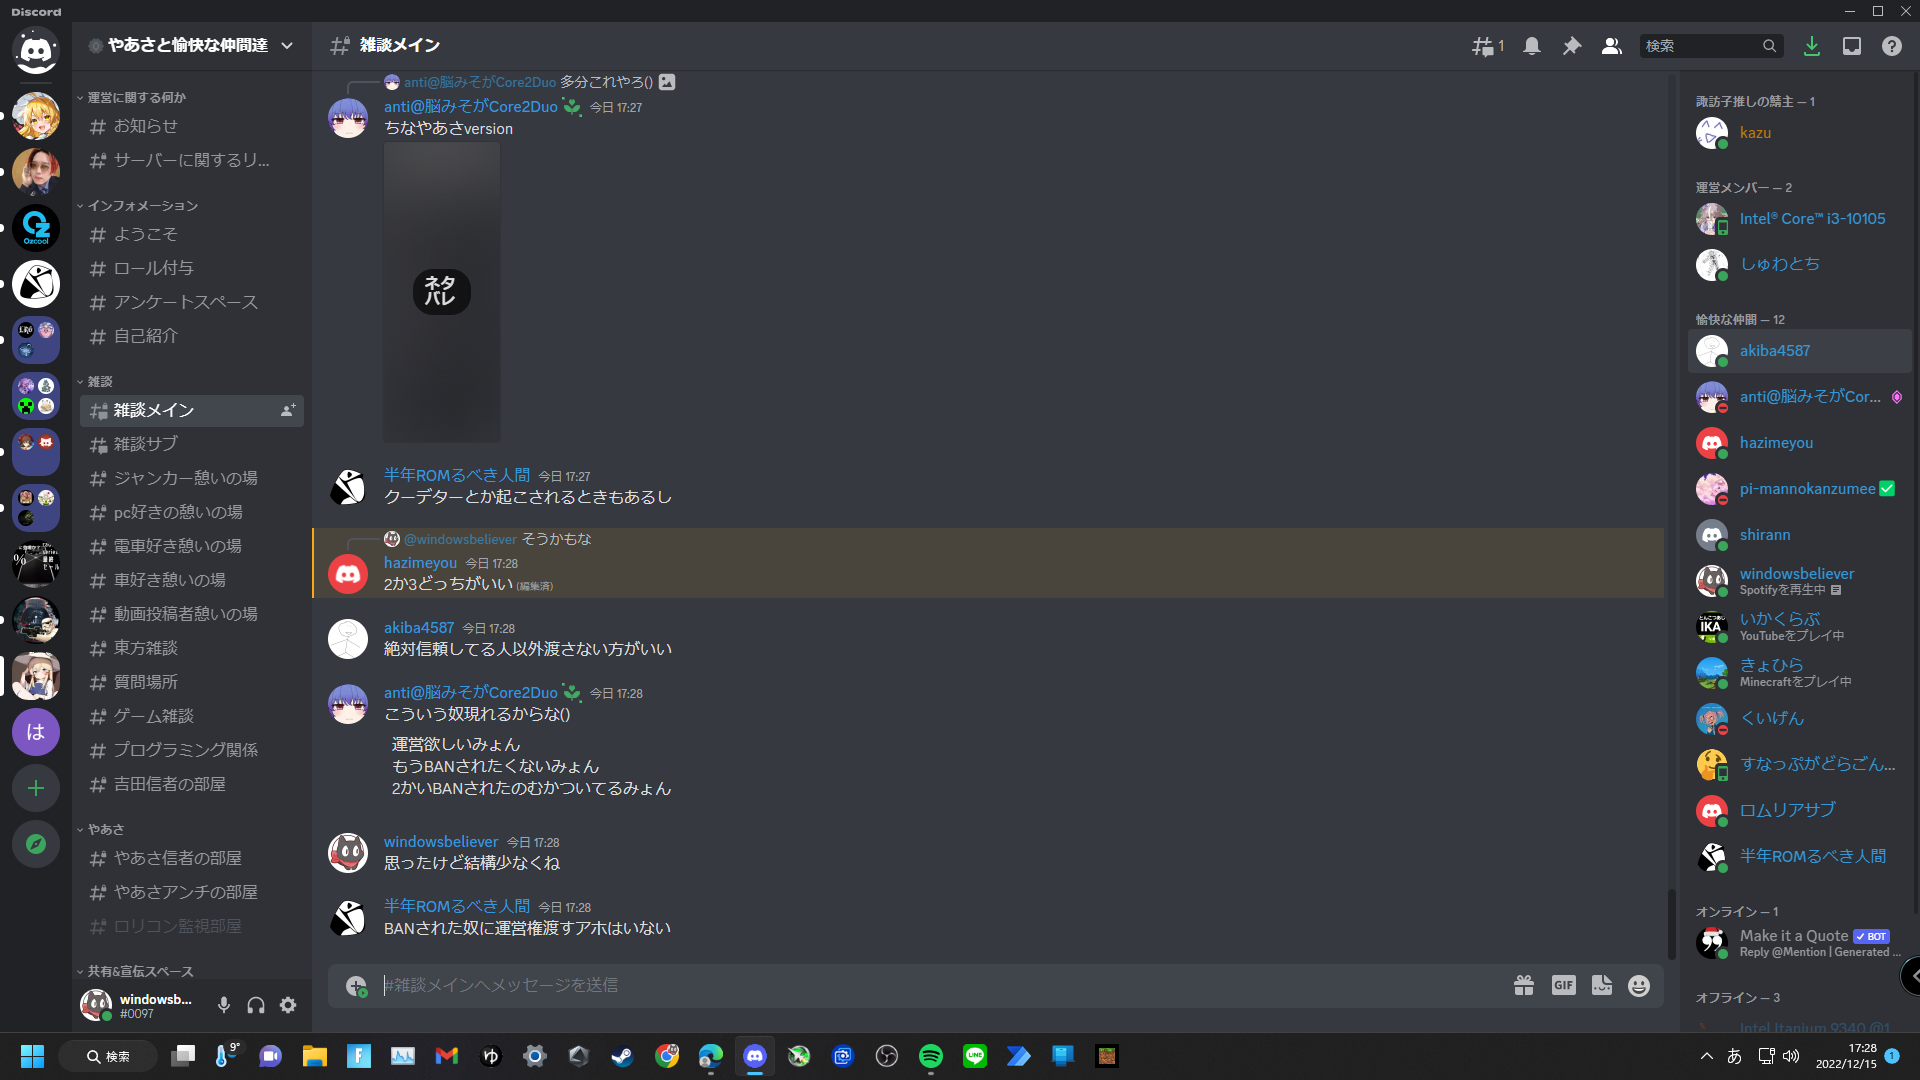 Discord
やあさと愉快な仲間達
運営に関する何か
お知らせ
サーバーに関するリ...
インフォメーション
ようこそ
ロール付与
アンケートスペース
自己紹介
雑談
雑談メイン
雑談サブ
ジャンカー憩いの場
pc好きの憩いの場
電車好き憩いの場
車好き憩いの場
動画投稿者憩いの場
東方雑談
質問場所
ゲーム雑談
プログラミング関係
吉田信者の部屋
やあさ
やあさ信者の部屋
やあさアンチの部屋
ロリコン監視部屋
共有&宣伝スペース
windowsb...
#0097
Ozcool
LRG
は
雑談メイン
1
検索
anti@脳みそがCore2Duo 多分これやろ()
anti@脳みそがCore2Duo 今日 17:27
ちなやあさversion
ネタ
バレ
半年ROMるべき人間 今日 17:27
クーデターとか起こされるときもあるし
@windowsbeliever そうかもな
hazimeyou 今日 17:28
2か3どっちがいい (編集済)
akiba4587 今日 17:28
絶対信頼してる人以外渡さない方がいい
anti@脳みそがCore2Duo 今日 17:28
こういう奴現れるからな()
運営欲しいみょん
もうBANされたくないみょん
2かいBANされたのむかついてるみょん
windowsbeliever 今日 17:28
思ったけど結構少なくね
半年ROMるべき人間 今日 17:28
BANされた奴に運営権渡すアホはいない
#雑談メインへメッセージを送信
GIF
諏訪子推しの鯖主 — 1
kazu
運営メンバー — 2
Intel® Core™ i3-10105
しゅわとち
愉快な仲間 — 12
akiba4587
anti@脳みそがCor...
hazimeyou
pi-mannokanzumee
shirann
windowsbeliever
Spotifyを再生中
IKA
いかくらぶ
YouTubeをプレイ中
きょひら
Minecraftをプレイ中
くいげん
すなっぷがどらごん...
ロムリアサブ
半年ROMるべき人間
オンライン — 1
Make it a Quote ✓ BOT
Reply @Mention | Generated ...
オフライン — 3
Intel Itanium 9340 @1
検索
9°
ゆ
LINE
あ
17:28
2022/12/15
1